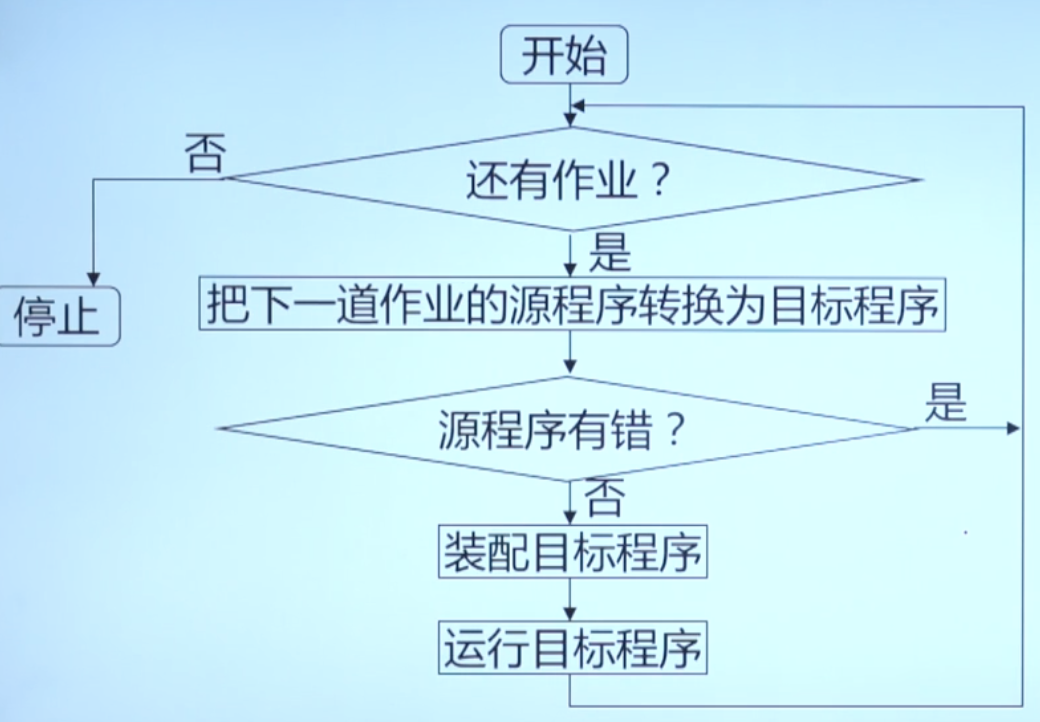 开始
否
还有作业？
是
停止
把下一道作业的源程序转换为目标程序
是
源程序有错？
否
装配目标程序
运行目标程序